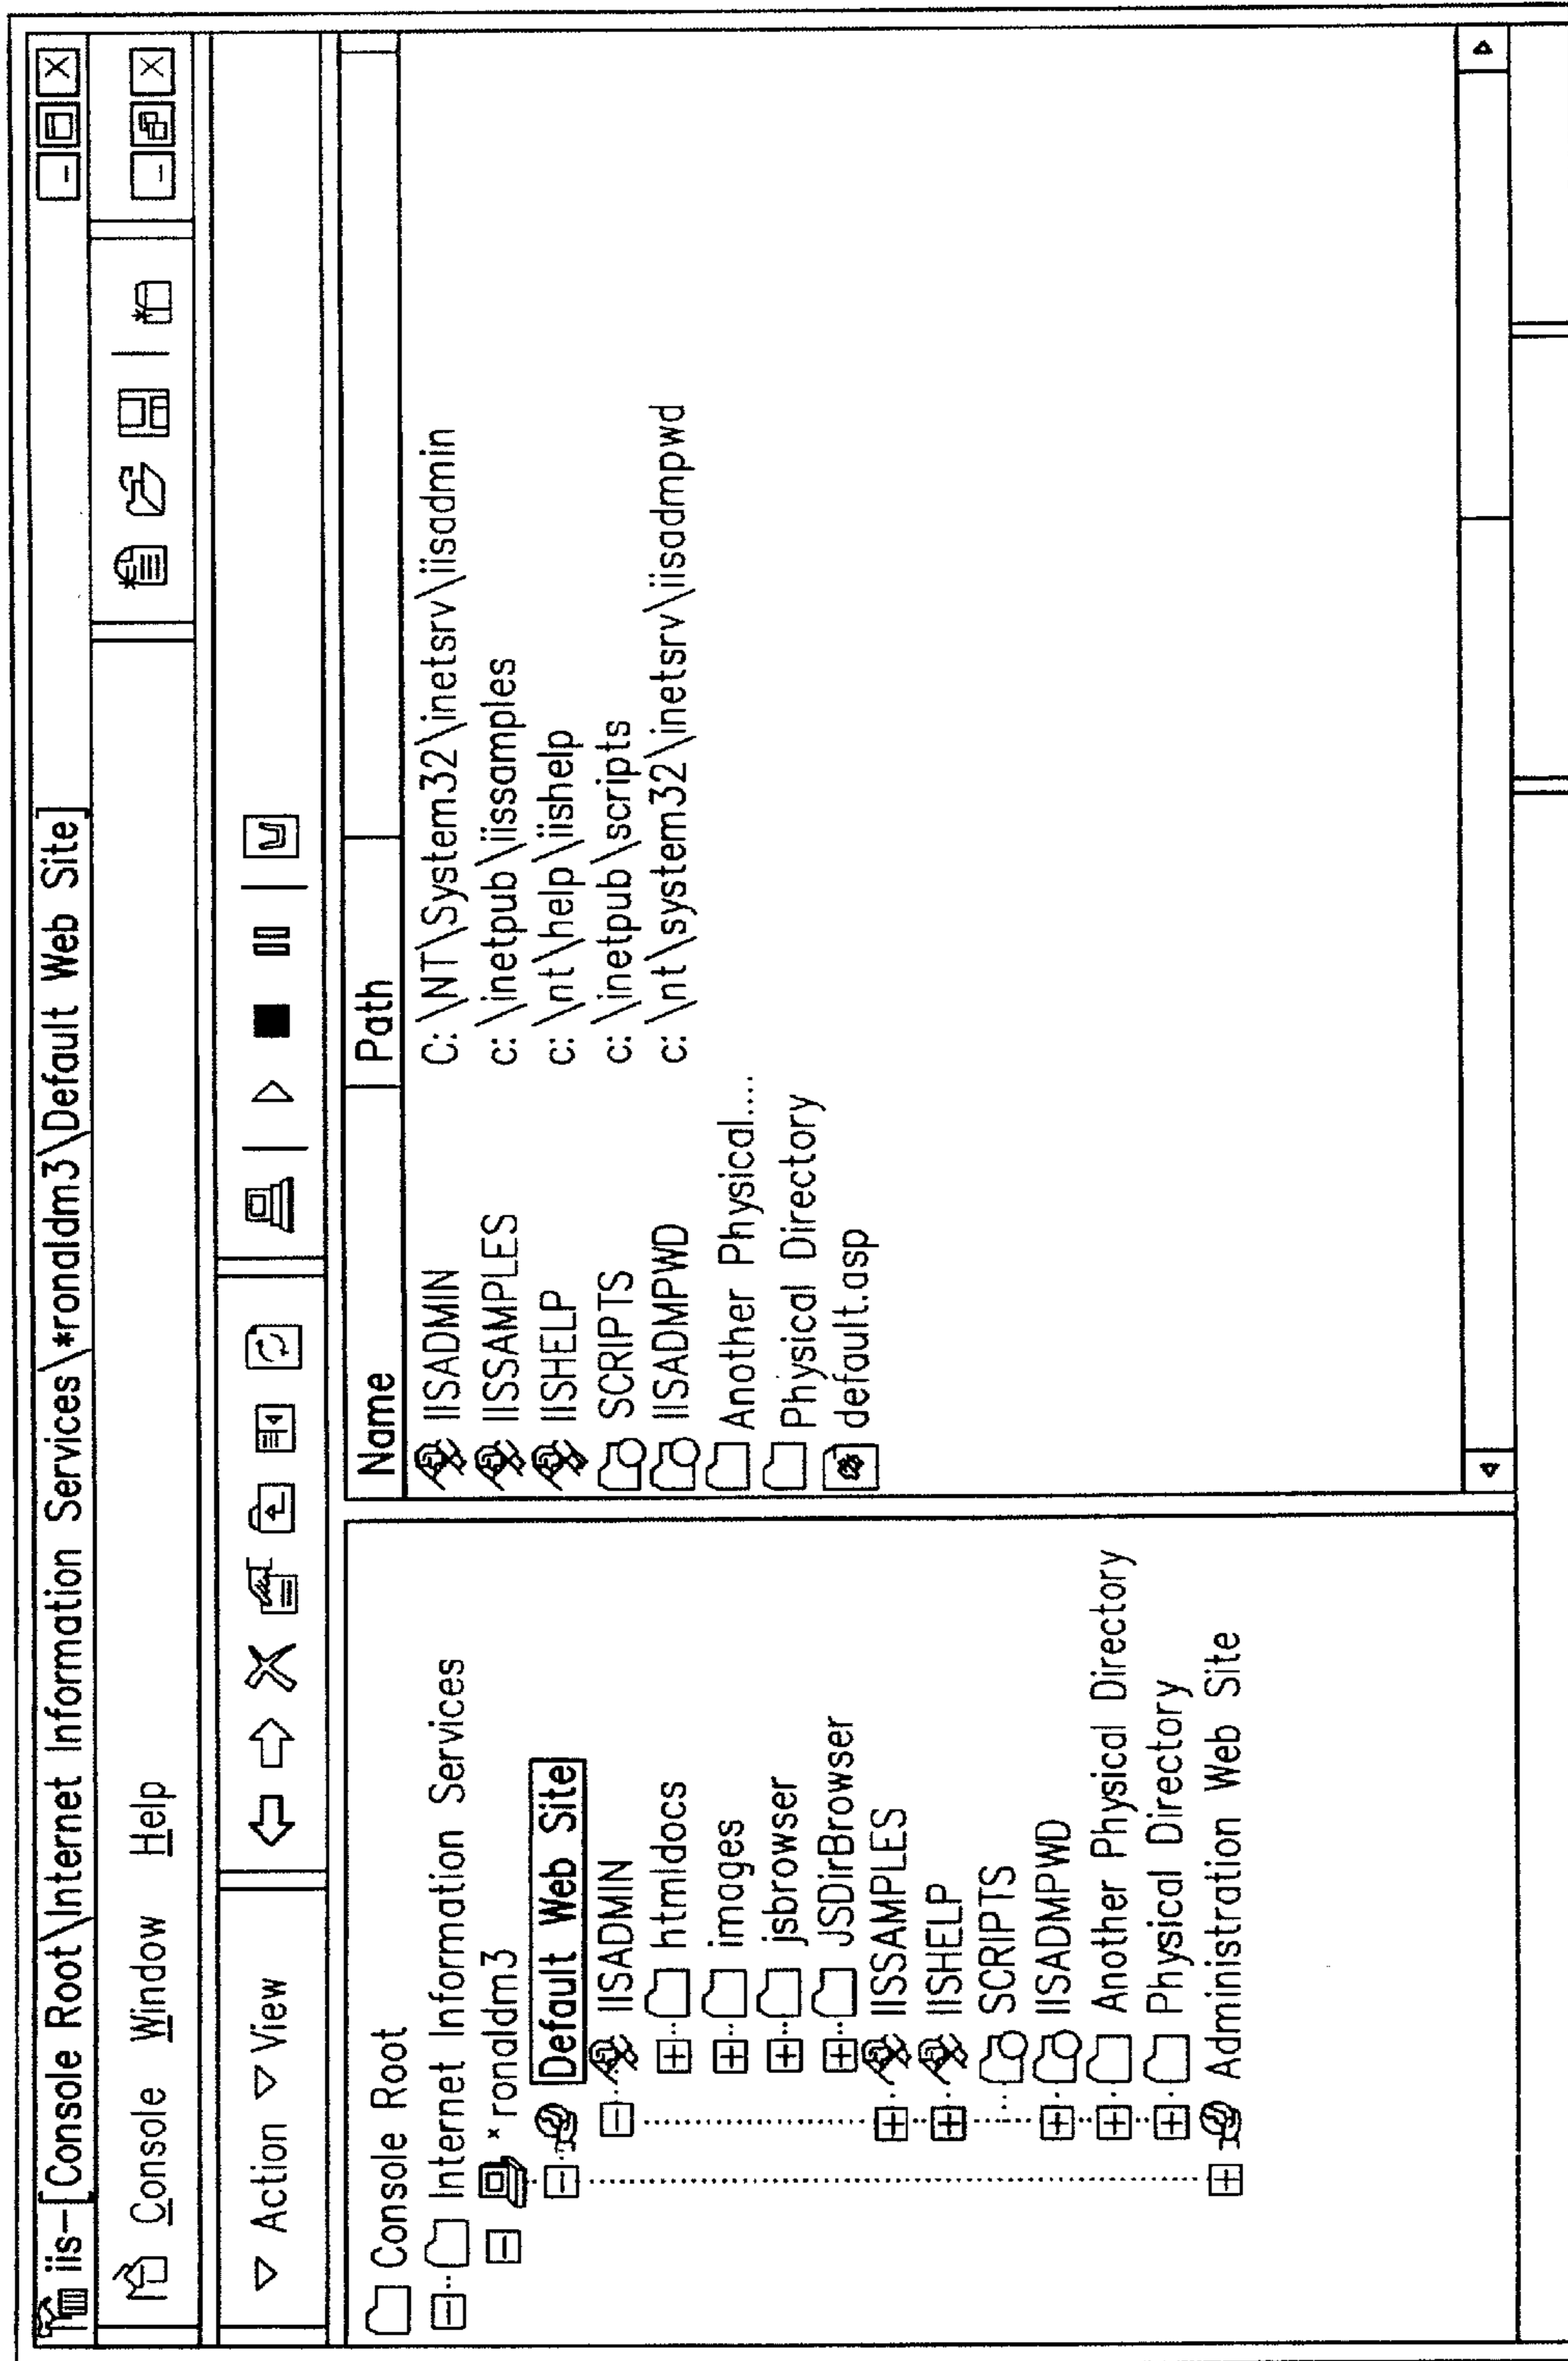 iis-[Console Root\Internet Information Services\*ronaldm3\Default Web Site]
Console Window Help
Action View
Console Root
Internet Information Services
* ronaldm3
Default Web Site
IISADMIN
htmldocs
images
jsbrowser
JSDirBrowser
IISSAMPLES
IISHELP
SCRIPTS
IISADMPWD
Another Physical Directory
Physical Directory
Administration Web Site
Name Path
IISADMIN C: \NT\System32\inetsrv\iisadmin
IISSAMPLES c: \inetpub\iissamples
IISHELP c: \nt\help\iishelp
SCRIPTS c: \inetpub\scripts
IISADMPWD c: \nt\system32\inetsrv\iisadmpwd
Another Physical....
Physical Directory
default.asp